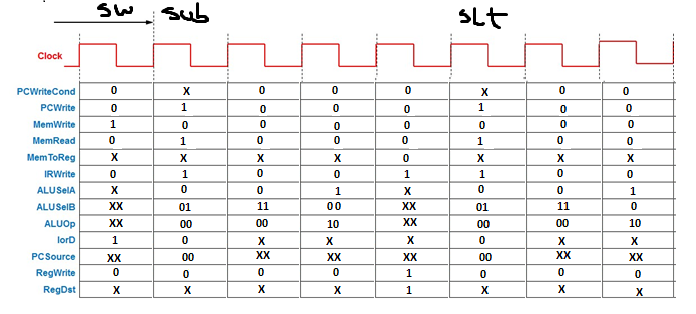 sw sub slt
Clock
PCWriteCond 0 X 0 0 0 X 0 0
PCWrite 0 1 0 0 0 1 0 0
MemWrite 1 0 0 0 0 0 0 0
MemRead 0 1 0 0 0 1 0 0
MemToReg X X X X 0 X X X
IRWrite 0 1 0 0 1 1 0 0
ALUSelA X 0 0 1 X 0 0 1
ALUSelB XX 01 11 00 XX 01 11 0
ALUOp XX 00 00 10 XX 00 00 10
IorD 1 0 X X X 0 X X
PCSource XX 00 XX XX XX 00 XX XX
RegWrite 0 0 0 0 1 0 0 0
RegDst X X X X 1 X X X